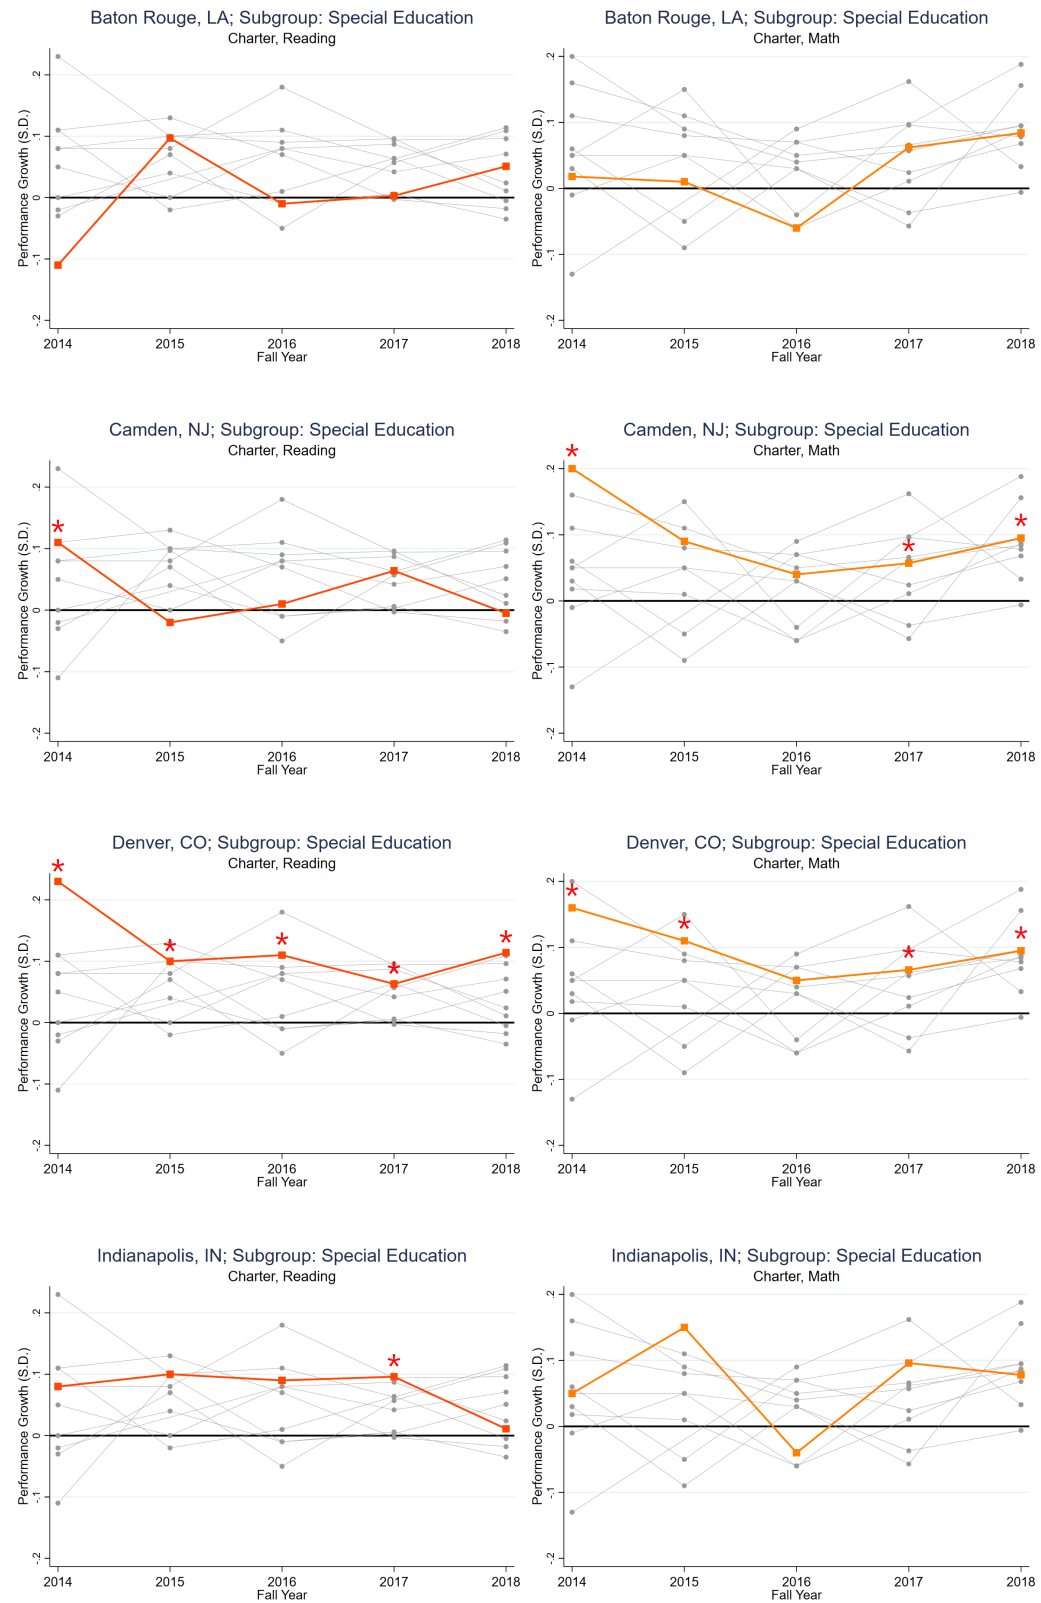 Baton Rouge, LA; Subgroup: Special Education
Charter, Reading
Performance Growth (S.D.)
.2
.1
0
-.1
-.2
2014 2015 2016 2017 2018
Fall Year
Baton Rouge, LA; Subgroup: Special Education
Charter, Math
Performance Growth (S.D.)
.2
.1
0
-.1
-.2
2014 2015 2016 2017 2018
Fall Year
Camden, NJ; Subgroup: Special Education
Charter, Reading
Performance Growth (S.D.)
.2
.1
0
-.1
-.2
*
2014 2015 2016 2017 2018
Fall Year
Camden, NJ; Subgroup: Special Education
Charter, Math
Performance Growth (S.D.)
.2
.1
0
-.1
-.2
* * *
2014 2015 2016 2017 2018
Fall Year
Denver, CO; Subgroup: Special Education
Charter, Reading
Performance Growth (S.D.)
.2
.1
0
-.1
-.2
* * * * *
2014 2015 2016 2017 2018
Fall Year
Denver, CO; Subgroup: Special Education
Charter, Math
Performance Growth (S.D.)
.2
.1
0
-.1
-.2
* * * *
2014 2015 2016 2017 2018
Fall Year
Indianapolis, IN; Subgroup: Special Education
Charter, Reading
Performance Growth (S.D.)
.2
.1
0
-.1
-.2
*
2014 2015 2016 2017 2018
Fall Year
Indianapolis, IN; Subgroup: Special Education
Charter, Math
Performance Growth (S.D.)
.2
.1
0
-.1
-.2
2014 2015 2016 2017 2018
Fall Year